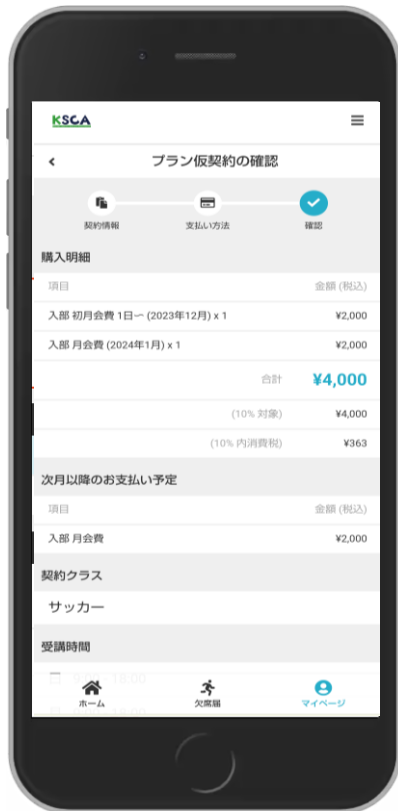 KSCA
プラン仮契約の確認
契約情報
支払い方法
確認
購入明細
項目 金額 (税込)
入部 初月会費 1日〜 (2023年12月) x 1 ¥2,000
入部 月会費 (2024年1月) x 1 ¥2,000
合計 ¥4,000
(10% 対象) ¥4,000
(10% 内消費税) ¥363
次月以降のお支払い予定
項目 金額 (税込)
入部 月会費 ¥2,000
契約クラス
サッカー
受講時間
ホーム
欠席届
マイページ